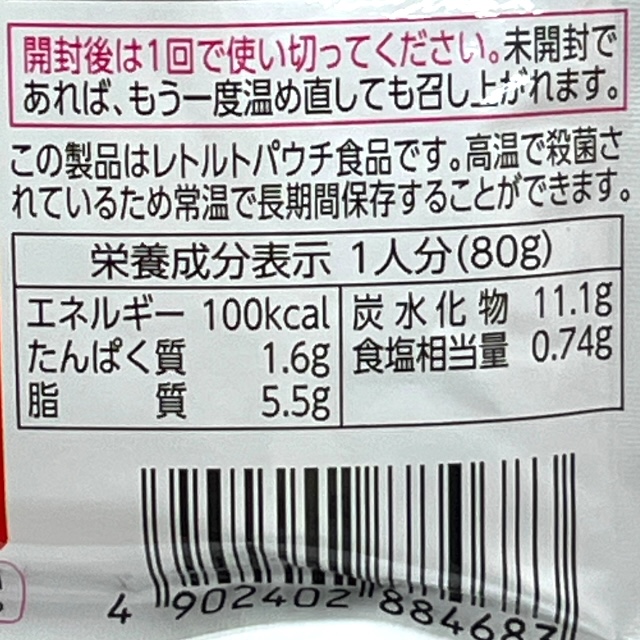 開封後は1回で使い切ってください。未開封で
あれば、もう一度温め直しても召し上がれます。
この製品はレトルトパウチ食品です。高温で殺菌さ
れているため常温で長期間保存することができます。
栄養成分表示 1人分(80g)
エネルギー 100kcal
たんぱく質 1.6g
脂質 5.5g
炭水化物 11.1g
食塩相当量 0.74g
4 902402 884683